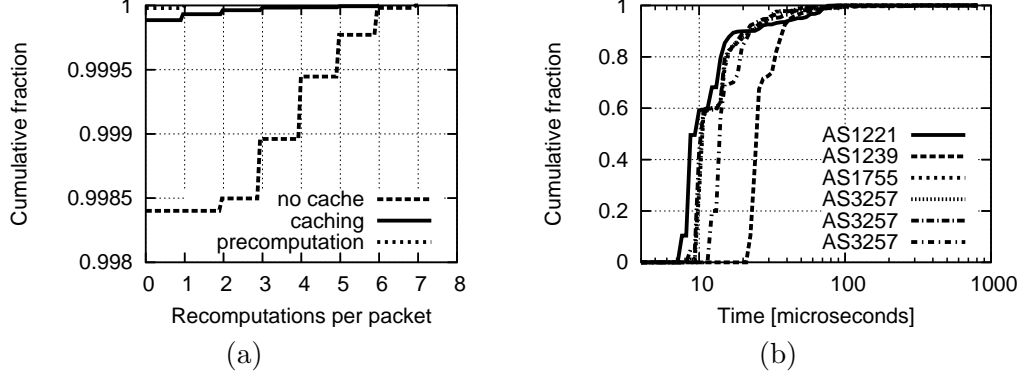 1
0.9995
0.999
0.9985
0.998
Cumulative fraction
no cache
caching
precomputation
0 1 2 3 4 5 6 7 8
Recomputations per packet
(a)
1
0.8
0.6
0.4
0.2
0
Cumulative fraction
AS1221
AS1239
AS1755
AS3257
AS3257
AS3257
10 100 1000
Time [microseconds]
(b)